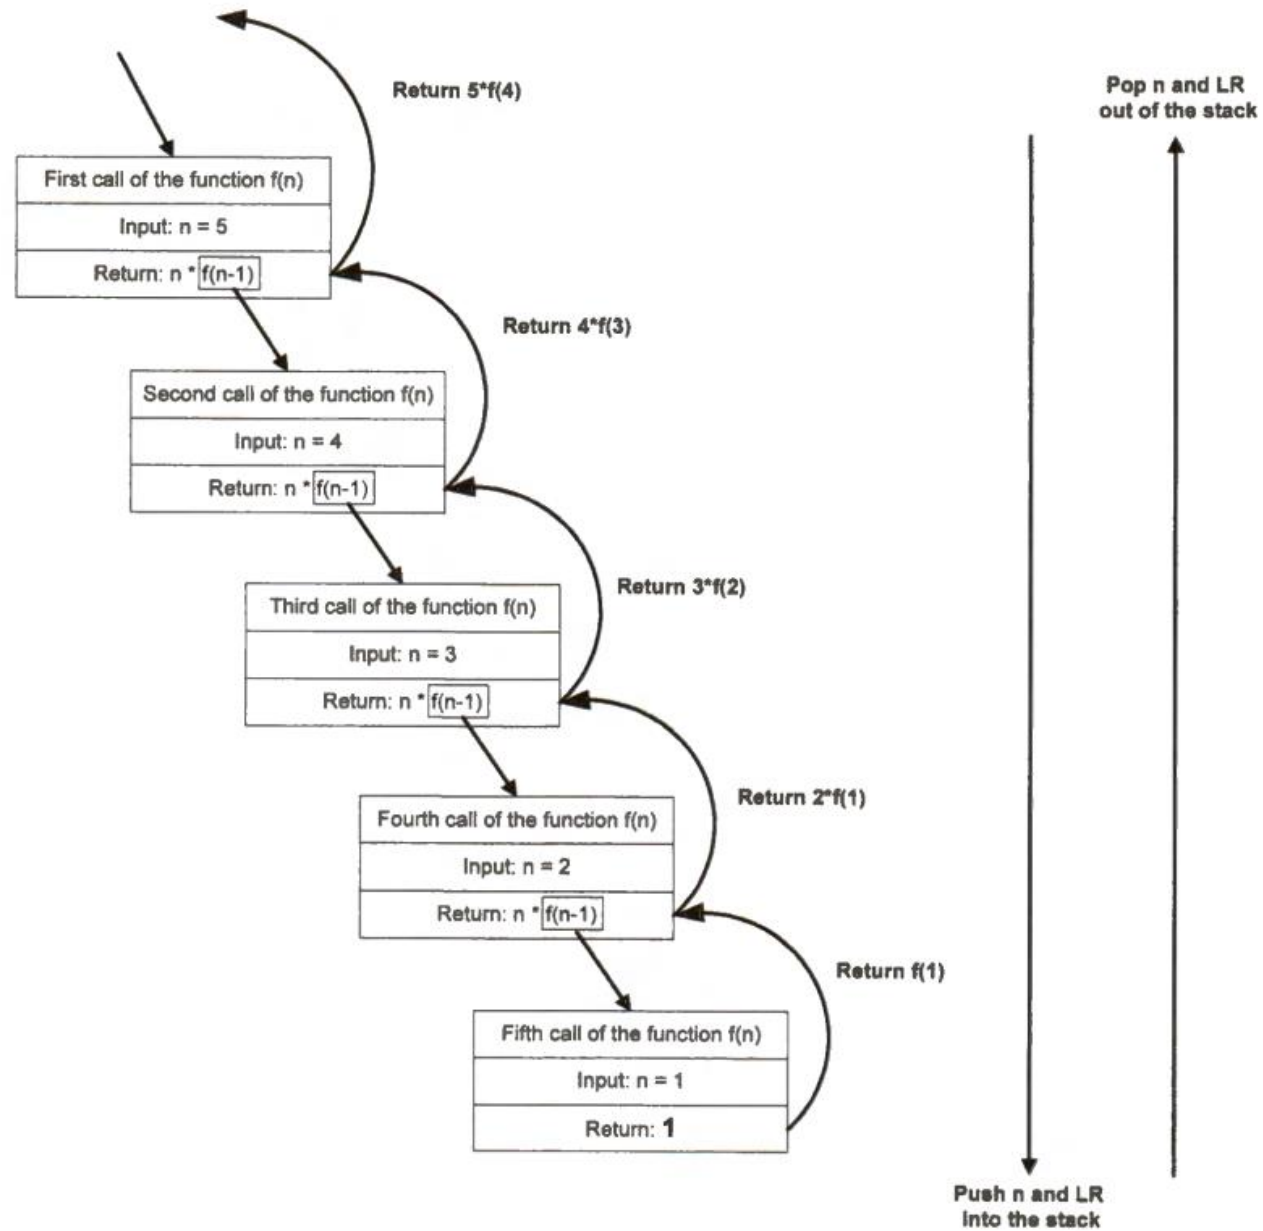 Return 5*f(4)
Pop n and LR
out of the stack
First call of the function f(n)
Input: n = 5
Return: n * f(n-1)
Return 4*f(3)
Second call of the function f(n)
Input: n = 4
Return: n * f(n-1)
Return 3*f(2)
Third call of the function f(n)
Input: n = 3
Return: n * f(n-1)
Return 2*f(1)
Fourth call of the function f(n)
Input: n = 2
Return: n * f(n-1)
Return f(1)
Fifth call of the function f(n)
Input: n = 1
Return: 1
Push n and LR
into the stack